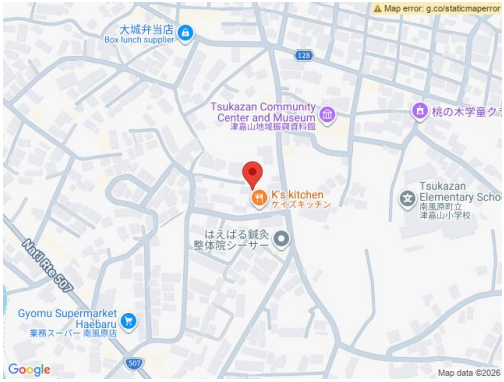 Map error: g.co/staticmaperror
大城弁当店
Box lunch supplier
128
Tsukazan Community
Center and Museum
津嘉山地域振興資料館
桃の木学童クラ
K's kitchen
ケイズキッチン
Tsukazan
Elementary Schoo
南風原町立
津嘉山小学校
はえばる鍼灸
整体院シーサー
Nat'l Rte 507
Gyomu Supermarket
Haebaru
業務スーパー 南風原店
507
Google
Map data ©2026